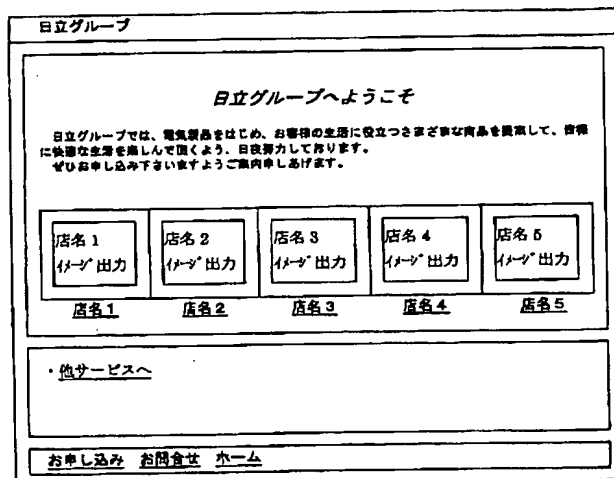 日立グループ
日立グループへようこそ
日立グループでは、電気製品をはじめ、お客様の生活に役立つさまざまな商品を提案して、皆様
に快適な生活を楽しんで頂くよう、日夜努力しております。
ぜひお申し込み下さいますようご案内申しあげます。
店名1 店名2 店名3 店名4 店名5
イメージ出力 イメージ出力 イメージ出力 イメージ出力 イメージ出力
店名1 店名2 店名3 店名4 店名5
・他サービスへ
お申し込み お問合せ ホーム